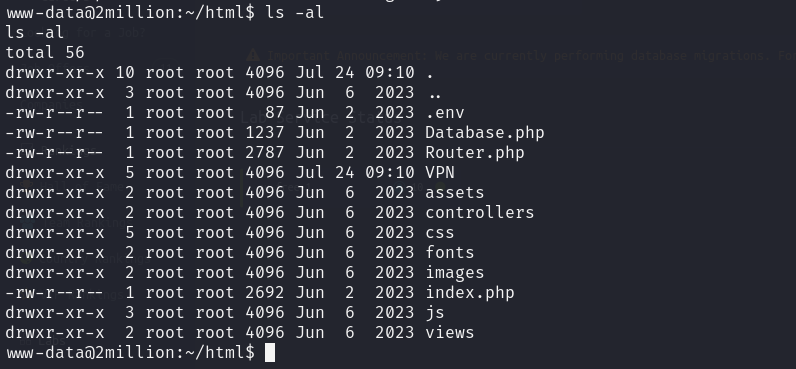 www-data@2million:~/html$ ls -al
ls -al
total 56
drwxr-xr-x 10 root root 4096 Jul 24 09:10 .
drwxr-xr-x  3 root root 4096 Jun  6  2023 ..
-rw-r--r--  1 root root   87 Jun  2  2023 .env
-rw-r--r--  1 root root 1237 Jun  2  2023 Database.php
-rw-r--r--  1 root root 2787 Jun  2  2023 Router.php
drwxr-xr-x  5 root root 4096 Jul 24 09:10 VPN
drwxr-xr-x  2 root root 4096 Jun  6  2023 assets
drwxr-xr-x  2 root root 4096 Jun  6  2023 controllers
drwxr-xr-x  5 root root 4096 Jun  6  2023 css
drwxr-xr-x  2 root root 4096 Jun  6  2023 fonts
drwxr-xr-x  2 root root 4096 Jun  6  2023 images
-rw-r--r--  1 root root 2692 Jun  2  2023 index.php
drwxr-xr-x  3 root root 4096 Jun  6  2023 js
drwxr-xr-x  2 root root 4096 Jun  6  2023 views
www-data@2million:~/html$
Important Announcement: We are currently performing database migrations.